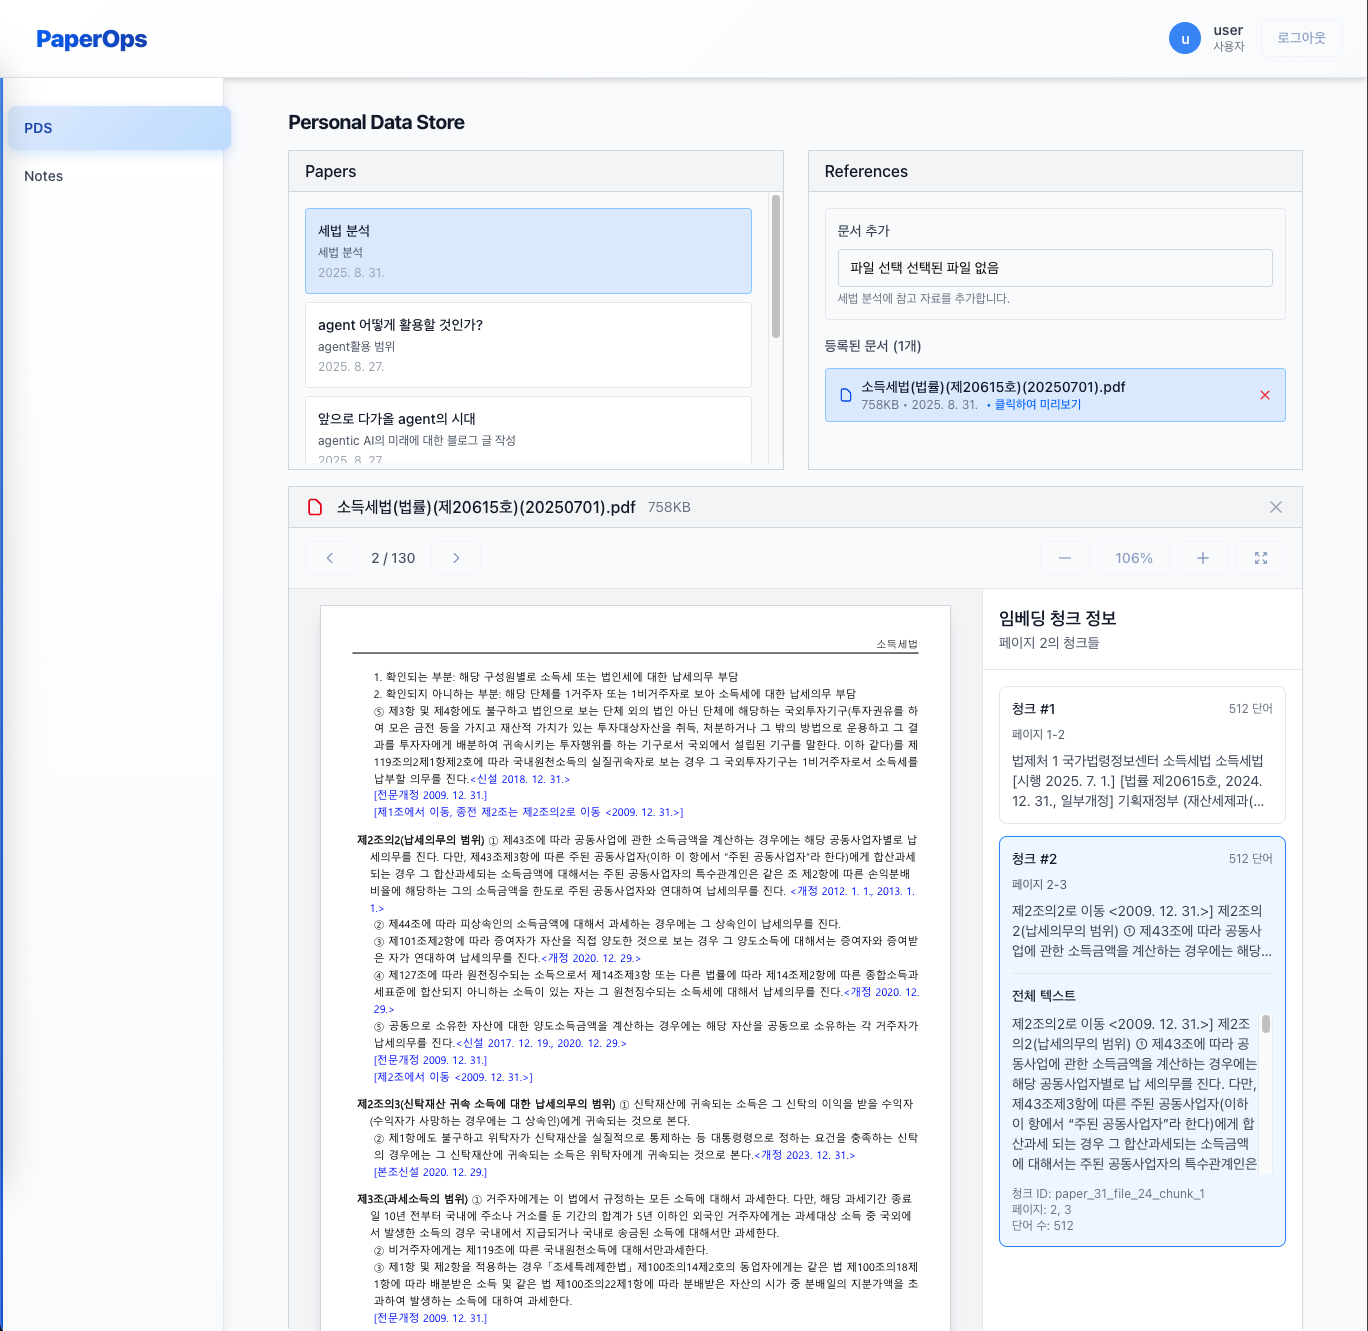 PaperOps
u
user
사용자
로그아웃
PDS
Notes
Personal Data Store
Papers
세법 분석
세법 분석
2025. 8. 31.
agent 어떻게 활용할 것인가?
agent활용 범위
2025. 8. 27.
앞으로 다가올 agent의 시대
agentic AI의 미래에 대한 블로그 글 작성
2025. 8. 27.
References
문서 추가
파일 선택 선택된 파일 없음
세법 분석에 참고 자료를 추가합니다.
등록된 문서 (1개)
소득세법(법률)(제20615호)(20250701).pdf
758KB • 2025. 8. 31. • 클릭하여 미리보기
소득세법(법률)(제20615호)(20250701).pdf 758KB
2 / 130
106%
소득세법
1. 확인되는 부분: 해당 구성원별로 소득세 또는 법인세에 대한 납세의무 부담
2. 확인되지 아니하는 부분: 해당 단체를 1거주자 또는 1비거주자로 보아 소득세에 대한 납세의무 부담
⑤ 제3항 및 제4항에도 불구하고 법인으로 보는 단체 외의 법인 아닌 단체에 해당하는 국외투자기구(투자권유를 하
여 모은 금전 등을 가지고 재산적 가치가 있는 투자대상자산을 취득, 처분하거나 그 밖의 방법으로 운용하고 그 결
과를 투자자에게 배분하여 귀속시키는 투자행위를 하는 기구로서 국외에서 설립된 기구를 말한다. 이하 같다)를 제
119조의2제1항제2호에 따라 국내원천소득의 실질귀속자로 보는 경우 그 국외투자기구는 1비거주자로서 소득세를
납부할 의무를 진다.<신설 2018. 12. 31.>
[전문개정 2009. 12. 31.]
[제1조에서 이동, 종전 제2조는 제2조의2로 이동 <2009. 12. 31.>]
제2조의2(납세의무의 범위) ① 제43조에 따라 공동사업에 관한 소득금액을 계산하는 경우에는 해당 공동사업자별로 납
세의무를 진다. 다만, 제43조제3항에 따른 주된 공동사업자(이하 이 항에서 “주된 공동사업자”라 한다)에게 합산과세
되는 경우 그 합산과세되는 소득금액에 대해서는 주된 공동사업자의 특수관계인은 같은 조 제2항에 따른 손익분배
비율에 해당하는 그의 소득금액을 한도로 주된 공동사업자와 연대하여 납세의무를 진다. <개정 2012. 1. 1., 2013. 1.
1.>
② 제44조에 따라 피상속인의 소득금액에 대해서 과세하는 경우에는 그 상속인이 납세의무를 진다.
③ 제101조제2항에 따라 증여자가 자산을 직접 양도한 것으로 보는 경우 그 양도소득에 대해서는 증여자와 증여받
은 자가 연대하여 납세의무를 진다.<개정 2020. 12. 29.>
④ 제127조에 따라 원천징수되는 소득으로서 제14조제3항 또는 다른 법률에 따라 제14조제2항에 따른 종합소득과
세표준에 합산되지 아니하는 소득이 있는 자는 그 원천징수되는 소득세에 대해서 납세의무를 진다.<개정 2020. 12.
29.>
⑤ 공동으로 소유한 자산에 대한 양도소득금액을 계산하는 경우에는 해당 자산을 공동으로 소유하는 각 거주자가
납세의무를 진다.<신설 2017. 12. 19., 2020. 12. 29.>
[전문개정 2009. 12. 31.]
[제2조에서 이동 <2009. 12. 31.>]
제2조의3(신탁재산 귀속 소득에 대한 납세의무의 범위) ① 신탁재산에 귀속되는 소득은 그 신탁의 이익을 받을 수익자
(수익자가 사망하는 경우에는 그 상속인)에게 귀속되는 것으로 본다.
② 제1항에도 불구하고 위탁자가 신탁재산을 실질적으로 통제하는 등 대통령령으로 정하는 요건을 충족하는 신탁
의 경우에는 그 신탁재산에 귀속되는 소득은 위탁자에게 귀속되는 것으로 본다.<개정 2023. 12. 31.>
[본조신설 2020. 12. 29.]
제3조(과세소득의 범위) ① 거주자에게는 이 법에서 규정하는 모든 소득에 대해서 과세한다. 다만, 해당 과세기간 종료
일 10년 전부터 국내에 주소나 거소를 둔 기간의 합계가 5년 이하인 외국인 거주자에게는 과세대상 소득 중 국외에
서 발생한 소득의 경우 국내에서 지급되거나 국내로 송금된 소득에 대해서만 과세한다.
② 비거주자에게는 제119조에 따른 국내원천소득에 대해서만과세한다.
③ 제1항 및 제2항을 적용하는 경우 「조세특례제한법」 제100조의14제2호의 동업자에게는 같은 법 제100조의18제
1항에 따라 배분받은 소득 및 같은 법 제100조의22제1항에 따라 분배받은 자산의 시가 중 분배일의 지분가액을 초
과하여 발생하는 소득에 대하여 과세한다.
[전문개정 2009. 12. 31.]
임베딩 청크 정보
페이지 2의 청크들
청크 #1 512 단어
페이지 1-2
법제처 1 국가법령정보센터 소득세법 소득세법
[시행 2025. 7. 1.] [법률 제20615호, 2024.
12. 31., 일부개정] 기획재정부 (재산세제과(...
청크 #2 512 단어
페이지 2-3
제2조의2로 이동 <2009. 12. 31.>] 제2조의
2(납세의무의 범위) ① 제43조에 따라 공동사
업에 관한 소득금액을 계산하는 경우에는 해당...
전체 텍스트
제2조의2로 이동 <2009. 12. 31.>] 제2조
의2(납세의무의 범위) ① 제43조에 따라 공
동사업에 관한 소득금액을 계산하는 경우에는
해당 공동사업자별로 납 세의무를 진다. 다만,
제43조제3항에 따른 주된 공동사업자(이하
이 항에서 “주된 공동사업자”라 한다)에게 합
산과세 되는 경우 그 합산과세되는 소득금액
에 대해서는 주된 공동사업자의 특수관계인은
청크 ID: paper_31_file_24_chunk_1
페이지: 2, 3
단어 수: 512